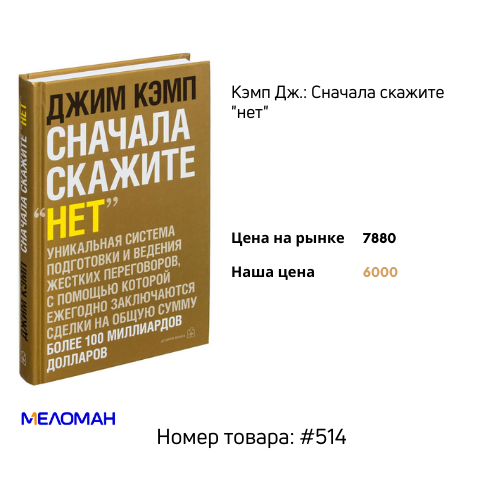 ДЖИМ КЭМП
СНАЧАЛА
СКАЖИТЕ
“НЕТ”
УНИКАЛЬНАЯ СИСТЕМА
ПОДГОТОВКИ И ВЕДЕНИЯ
ЖЕСТКИХ ПЕРЕГОВОРОВ,
С ПОМОЩЬЮ КОТОРОЙ
ЕЖЕГОДНО ЗАКЛЮЧАЮТСЯ
СДЕЛКИ НА ОБЩУЮ СУММУ
БОЛЕЕ 100 МИЛЛИАРДОВ
ДОЛЛАРОВ
ДЖИМ КЭМП СНАЧАЛА СКАЖИТЕ “НЕТ”
Кэмп Дж.: Сначала скажите
"нет"
Цена на рынке 7880
Наша цена 6000
МЕЛОМАН
Номер товара: #514